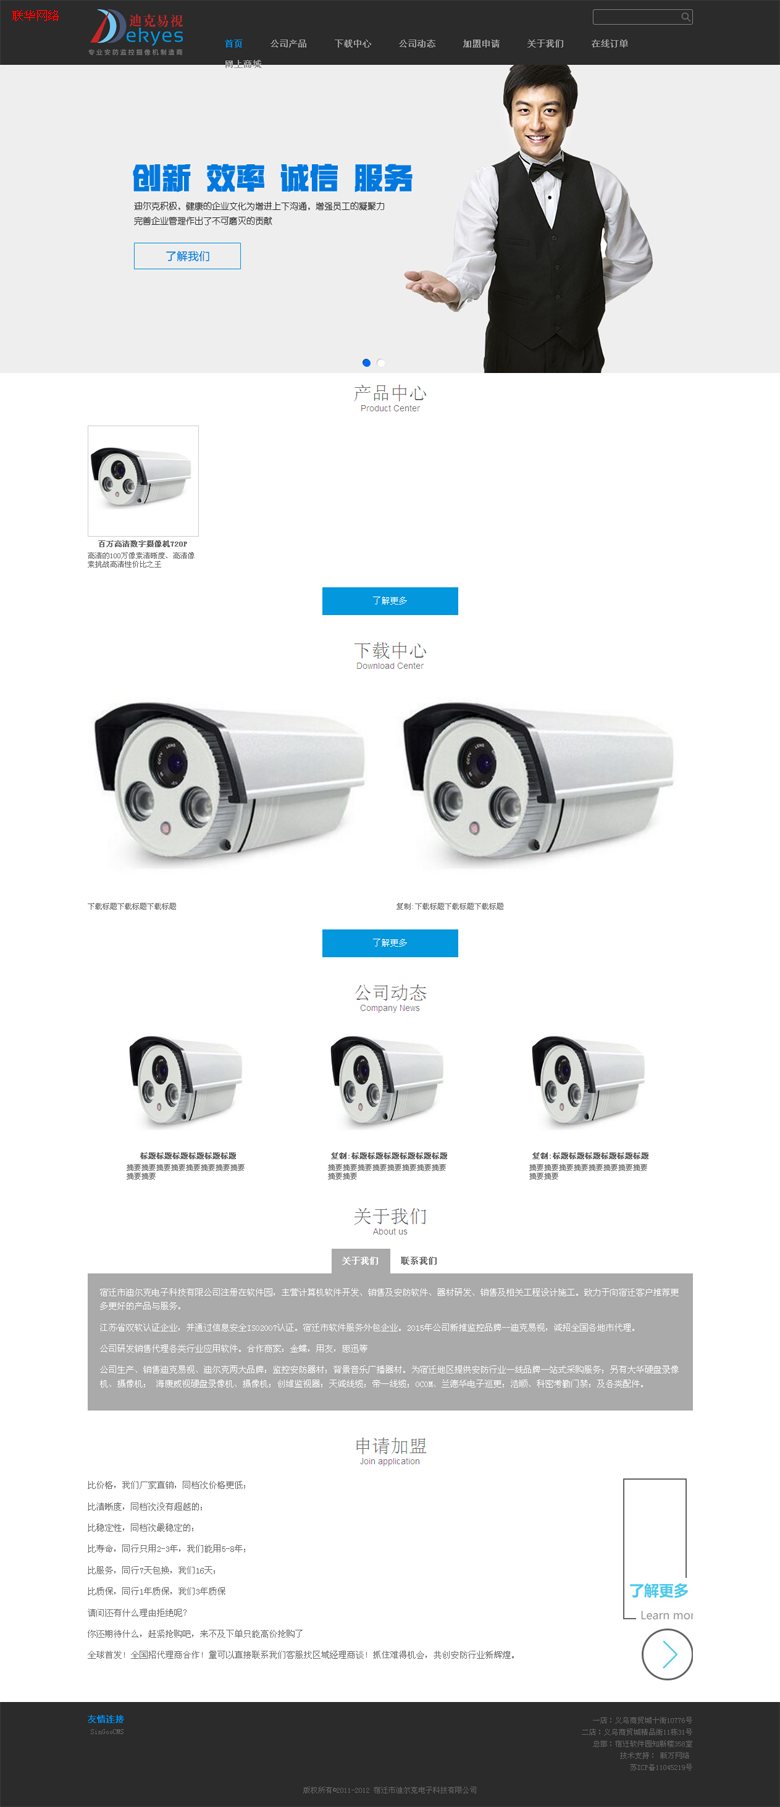 联华网络
迪克易視
Dekyes
专业安防监控摄像机制造商
首页 公司产品 下载中心 公司动态 加盟申请 关于我们 在线订单
网上商城
创新 效率 诚信 服务
迪尔克积极，健康的企业文化为增进上下沟通，增强员工的凝聚力
完善企业管理作出了不可磨灭的贡献
了解我们
产品中心
Product Center
百万高清数字摄像机720P
高清的100万像素清晰度、高清像
素挑战高清性价比之王
了解更多
下载中心
Download Center
下载标题下载标题下载标题
复制:下载标题下载标题下载标题
了解更多
公司动态
Company News
标题标题标题标题标题标题
摘要摘要摘要摘要摘要摘要摘要摘要
摘要摘要
复制:标题标题标题标题标题标题
摘要摘要摘要摘要摘要摘要摘要摘要
摘要摘要
复制:标题标题标题标题标题标题
摘要摘要摘要摘要摘要摘要摘要摘要
摘要摘要
关于我们
About us
关于我们 联系我们
宿迁市迪尔克电子科技有限公司注册在软件园，主营计算机软件开发、销售及安防软件、器材研发、销售及相关工程设计施工。致力于向宿迁客户推荐更
多更好的产品与服务。
江苏省双软认证企业，并通过信息安全ISO2007认证。宿迁市软件服务外包企业。2015年公司新推监控品牌--迪克易视，诚招全国各地市代理。
公司研发销售代理各类行业应用软件。合作商家：金蝶，用友，思迅等
公司生产、销售迪克易视、迪尔克两大品牌；监控安防器材；背景音乐广播器材。为宿迁地区提供安防行业一线品牌一站式采购服务；另有大华硬盘录像
机、摄像机； 海康威视硬盘录像机、摄像机；创维监视器；天诚线缆；帝一线缆；OCOM、兰德华电子巡更；浩顺、科密考勤门禁；及各类配件。
申请加盟
Join application
比价格，我们厂家直销，同档次价格更低；
比清晰度，同档次没有超越的；
比稳定性，同档次最稳定的；
比寿命，同行只用2-3年，我们能用5-8年；
比服务，同行7天包换，我们16天；
比质保，同行1年质保，我们3年质保
请问还有什么理由拒绝呢?
你还期待什么，赶紧抢购吧，来不及下单只能高价抢购了
全球首发！全国招代理商合作！量可以直接联系我们客服找区域经理商谈！抓住难得机会，共创安防行业新辉煌。
了解更多
Learn mor
友情连接
SinGooCMS
一店：义乌商贸城十街10776号
二店：义乌商贸城精品街11栋31号
总部：宿迁软件园知新楼350室
技术支持： 新万网络
苏ICP备11045219号
版权所有©2011-2012 宿迁市迪尔克电子科技有限公司